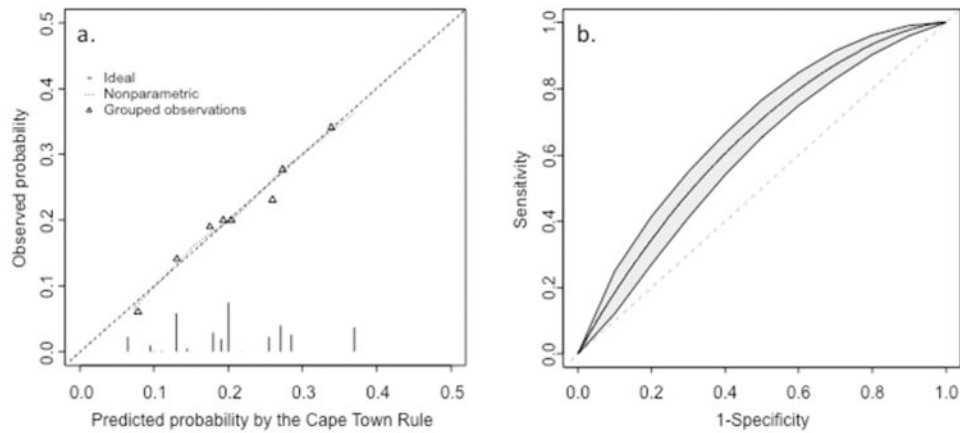 a.
Ideal
Nonparametric
Grouped observations
Observed probability
0.0 0.1 0.2 0.3 0.4 0.5
0.0 0.1 0.2 0.3 0.4 0.5
Predicted probability by the Cape Town Rule
b.
Sensitivity
0.0 0.2 0.4 0.6 0.8 1.0
0.0 0.2 0.4 0.6 0.8 1.0
1-Specificity